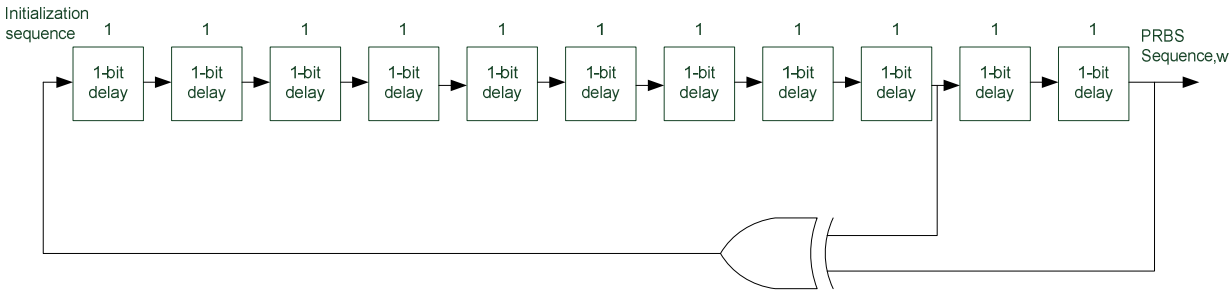 Initialization
sequence
1 1 1 1 1 1 1 1 1 1 1
PRBS
Sequence,w
1-bit delay
1-bit delay
1-bit delay
1-bit delay
1-bit delay
1-bit delay
1-bit delay
1-bit delay
1-bit delay
1-bit delay
1-bit delay